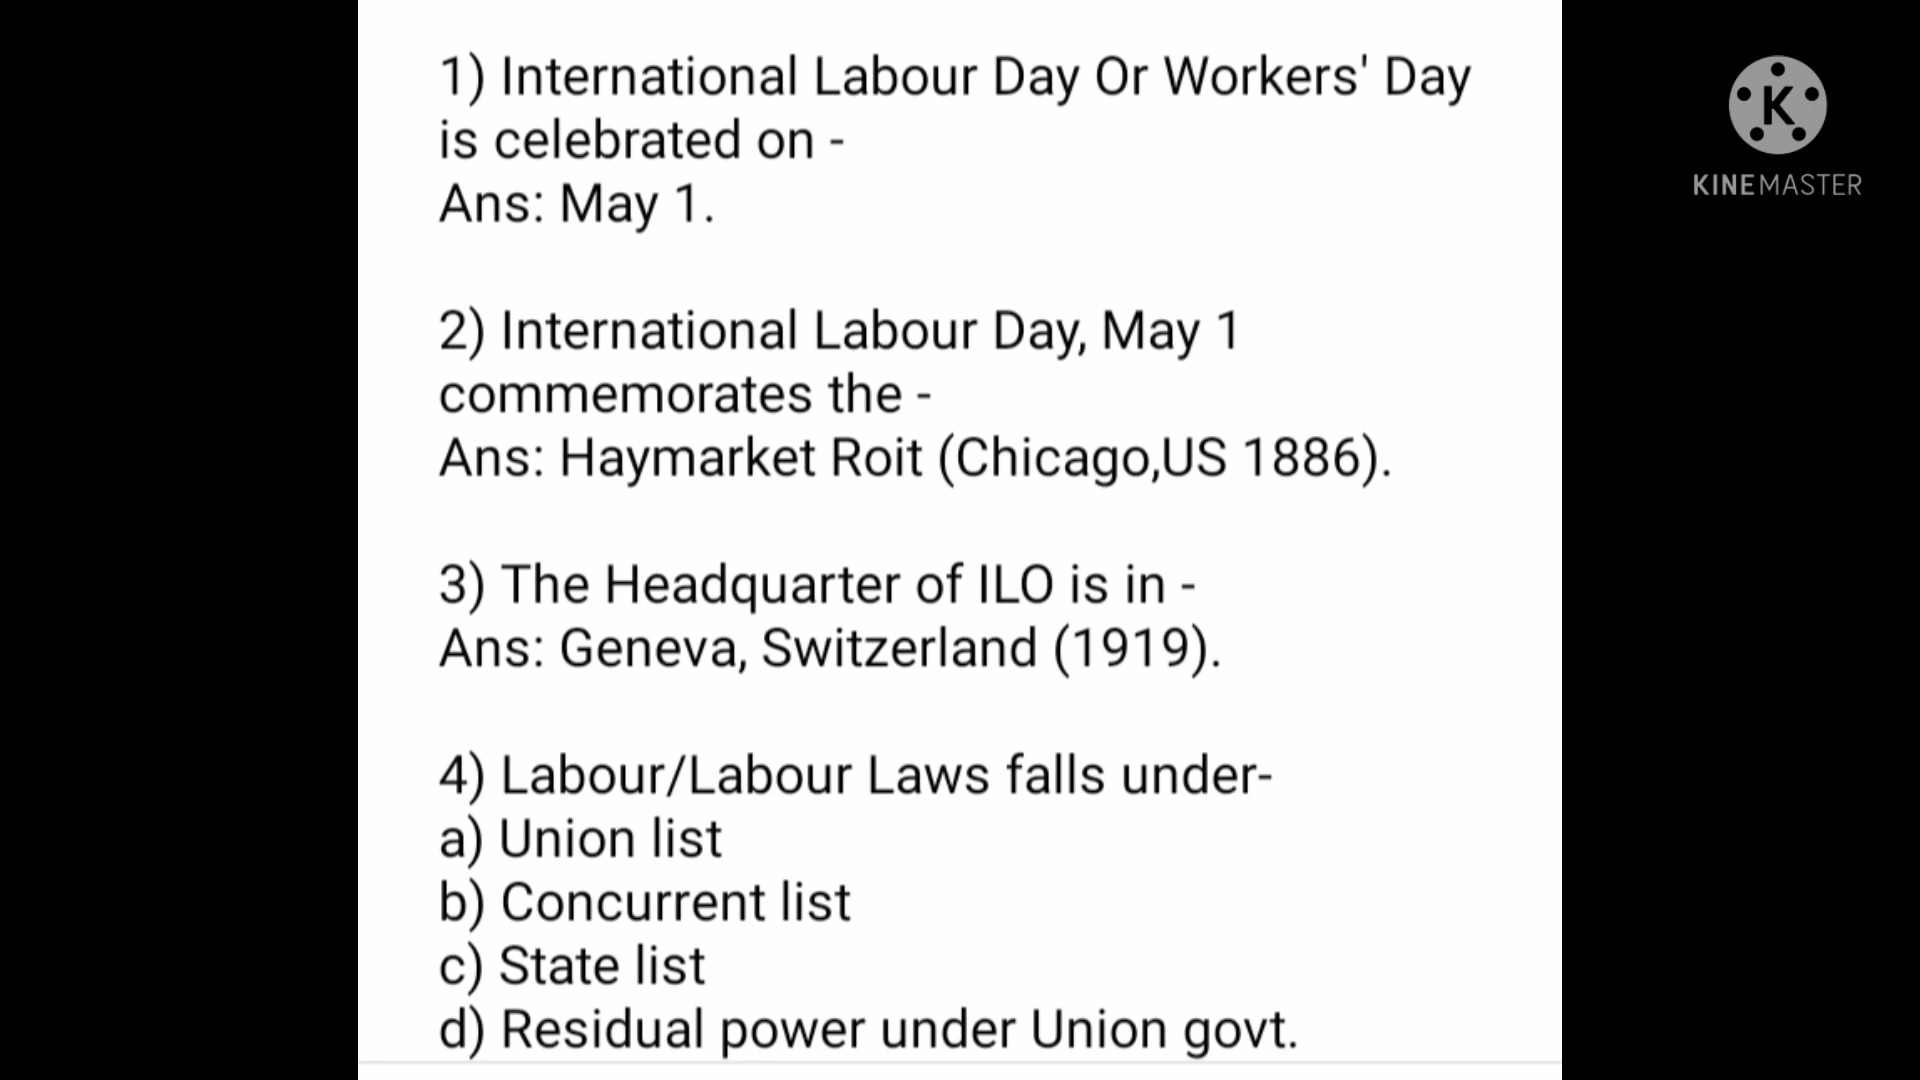 1) International Labour Day Or Workers' Day
is celebrated on -
Ans: May 1.
2) International Labour Day, May 1
commemorates the -
Ans: Haymarket Roit (Chicago,US 1886).
3) The Headquarter of ILO is in -
Ans: Geneva, Switzerland (1919).
4) Labour/Labour Laws falls under-
a) Union list
b) Concurrent list
c) State list
d) Residual power under Union govt.
K
KINEMASTER